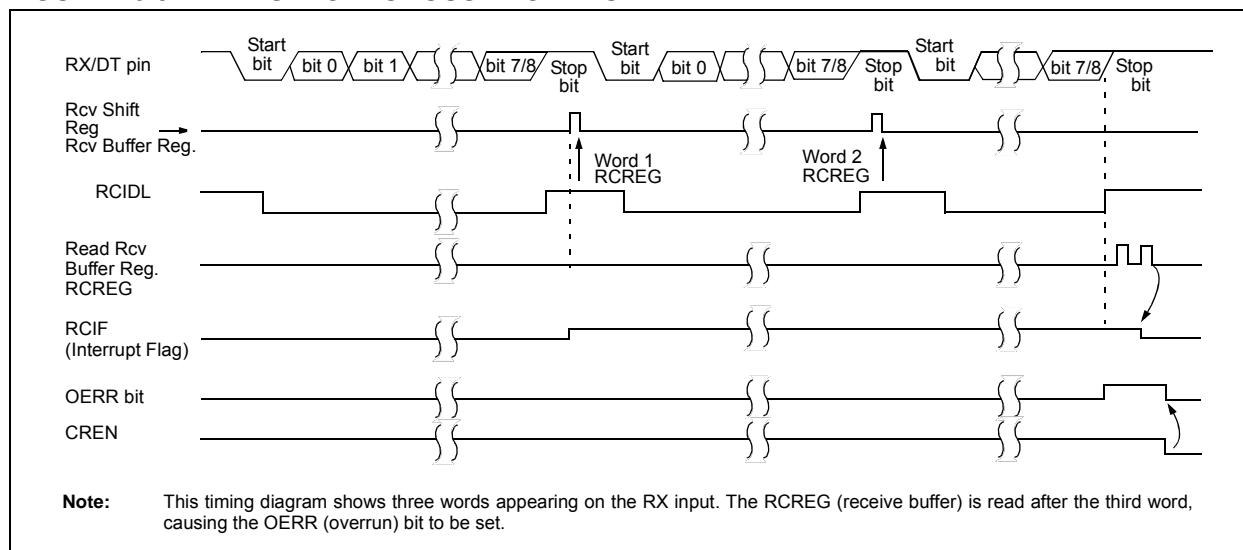 RX/DT pin
Start
bit
bit 0
bit 1
bit 7/8
Stop
bit
Start
bit
bit 0
bit 7/8
Stop
bit
Start
bit
bit 7/8
Stop
bit
Rcv Shift
Reg
Rcv Buffer Reg.
Word 1
RCREG
Word 2
RCREG
RCIDL
Read Rcv
Buffer Reg.
RCREG
RCIF
(Interrupt Flag)
OERR bit
CREN
Note: This timing diagram shows three words appearing on the RX input. The RCREG (receive buffer) is read after the third word,
causing the OERR (overrun) bit to be set.